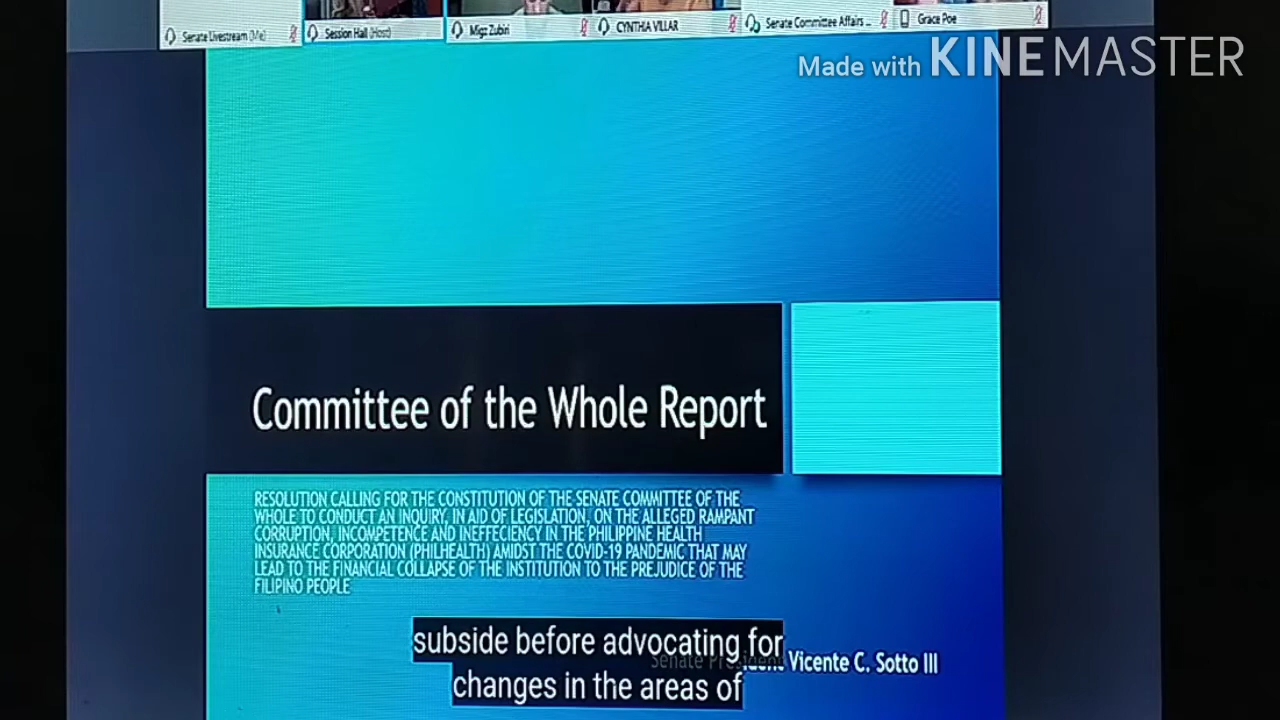 Senate Livestream (Me)
Session Hall (Host)
Migz Zubiri
CYNTHIA VILLAR
Senate Committee Affairs ...
Grace Poe
Made with KINEMASTER
Committee of the Whole Report
RESOLUTION CALLING FOR THE CONSTITUTION OF THE SENATE COMMITTEE OF THE
WHOLE TO CONDUCT AN INQUIRY, IN AID OF LEGISLATION, ON THE ALLEGED RAMPANT
CORRUPTION, INCOMPETENCE AND INEFFECIENCY IN THE PHILIPPINE HEALTH
INSURANCE CORPORATION (PHILHEALTH) AMIDST THE COVID-19 PANDEMIC THAT MAY
LEAD TO THE FINANCIAL COLLAPSE OF THE INSTITUTION TO THE PREJUDICE OF THE
FILIPINO PEOPLE
subside before advocating for
Senate President Vicente C. Sotto III
changes in the areas of